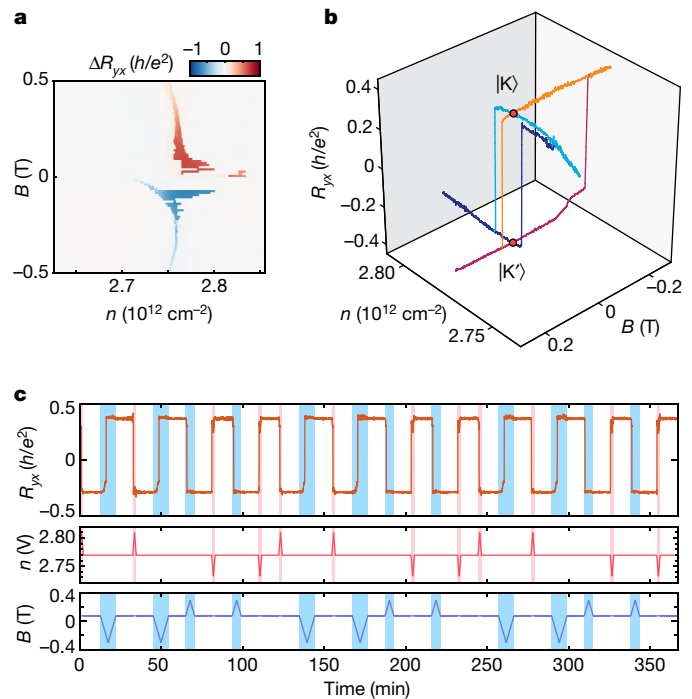 a
ΔRyx (h/e²)
−1 0 1
0.5
0
−0.5
B (T)
2.7 2.8
n (10¹² cm⁻²)
b
|K⟩
|K′⟩
0.4
0.2
0
−0.2
−0.4
Ryx (h/e²)
2.80
2.75
n (10¹² cm⁻²)
−0.2
0
0.2
B (T)
c
0.5
0
−0.5
Ryx (h/e²)
2.80
2.75
n (V)
0.4
0
−0.4
B (T)
0 50 100 150 200 250 300 350
Time (min)